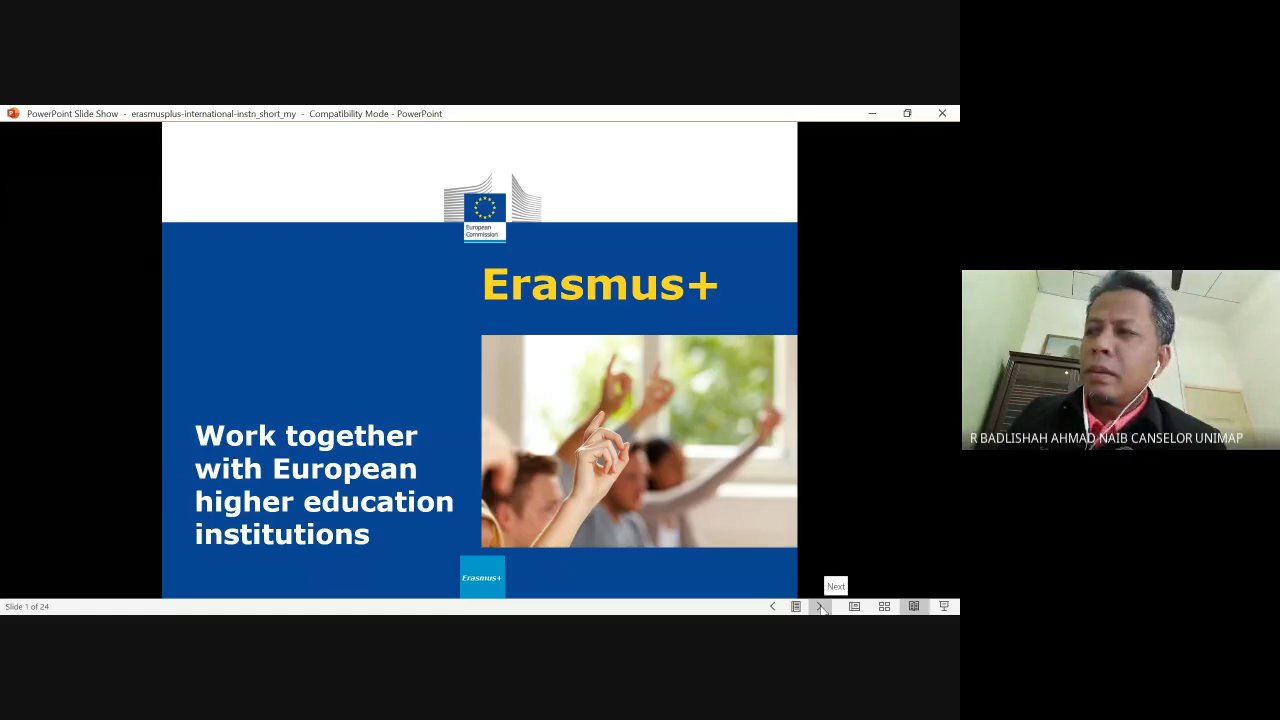 PowerPoint Slide Show - erasmusplus-international-instn_short_my - Compatibility Mode - PowerPoint
European
Commission
Erasmus+
Work together
with European
higher education
institutions
Erasmus+
Next
Slide 1 of 24
R BADLISHAH AHMAD NAIB CANSELOR UNIMAP